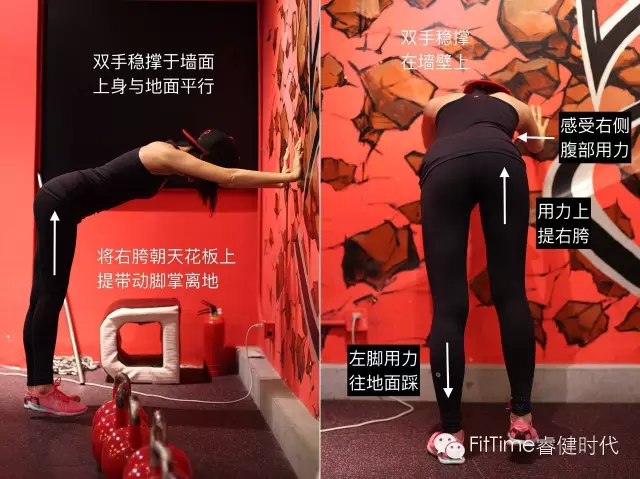 双手稳撑于墙面
上身与地面平行
将右胯朝天花板上
提带动脚掌离地
双手稳撑
在墙壁上
感受右侧
腹部用力
用力上
提右胯
左脚用力
往地面踩
FitTime睿健时代